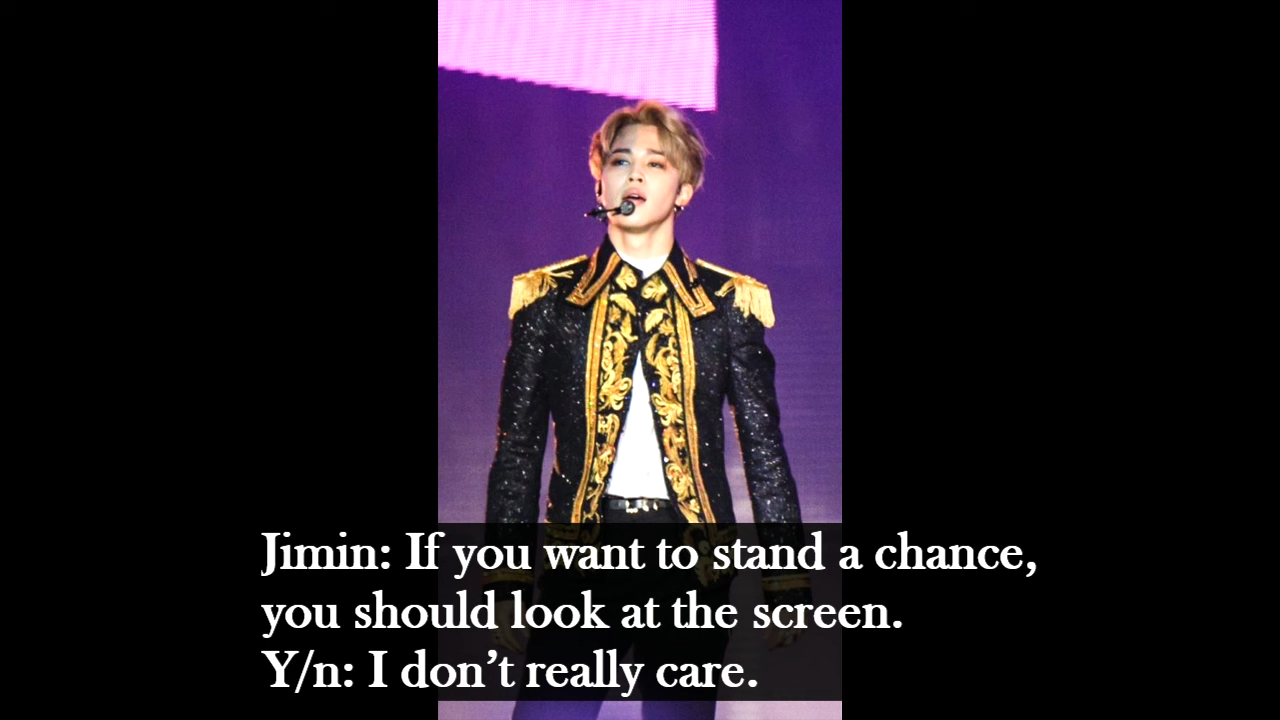 Jimin: If you want to stand a chance,
you should look at the screen.
Y/n: I don’t really care.